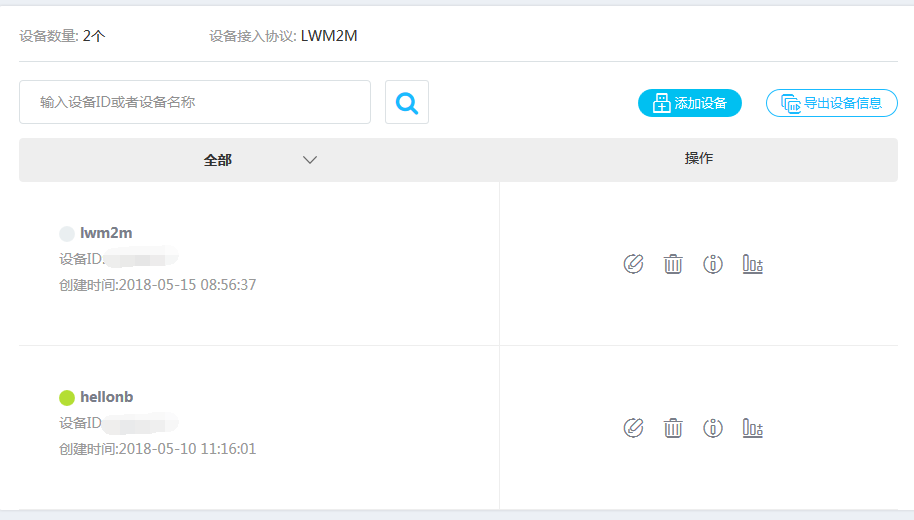 设备数量: 2个 设备接入协议: LWM2M
输入设备ID或者设备名称 添加设备 导出设备信息
全部 操作
lwm2m
设备ID:
创建时间:2018-05-15 08:56:37
hellonb
设备ID
创建时间:2018-05-10 11:16:01